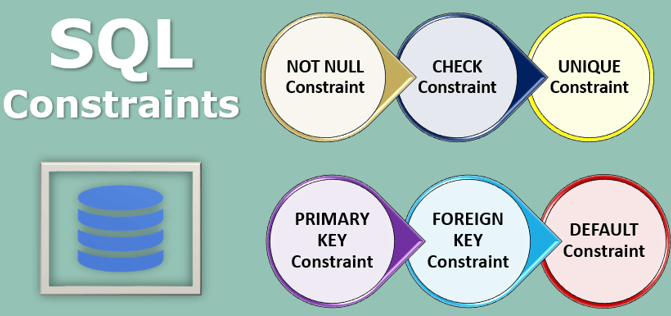 SQL
Constraints
NOT NULL
Constraint
CHECK
Constraint
UNIQUE
Constraint
PRIMARY
KEY
Constraint
FOREIGN
KEY
Constraint
DEFAULT
Constraint